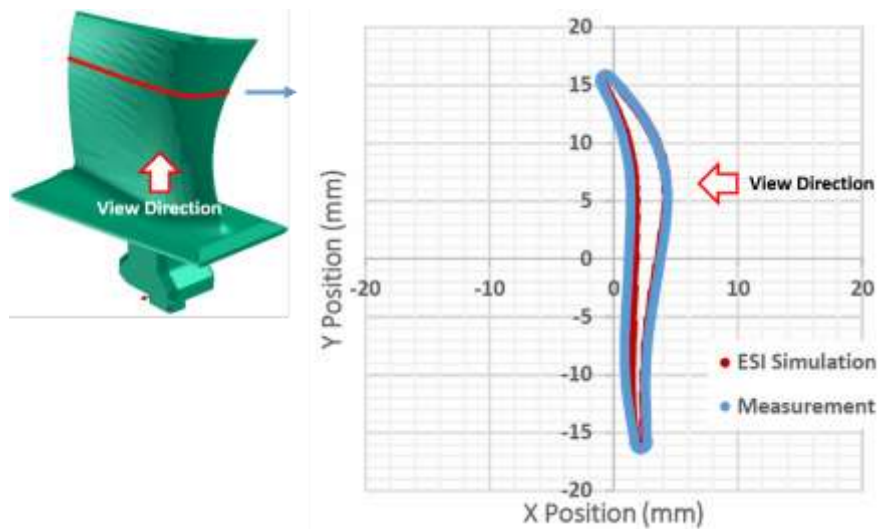 View Direction
20
15
10
5
0
-20
-10
0
10
20
-5
-10
-15
-20
Y Position (mm)
X Position (mm)
View Direction
ESI Simulation
Measurement